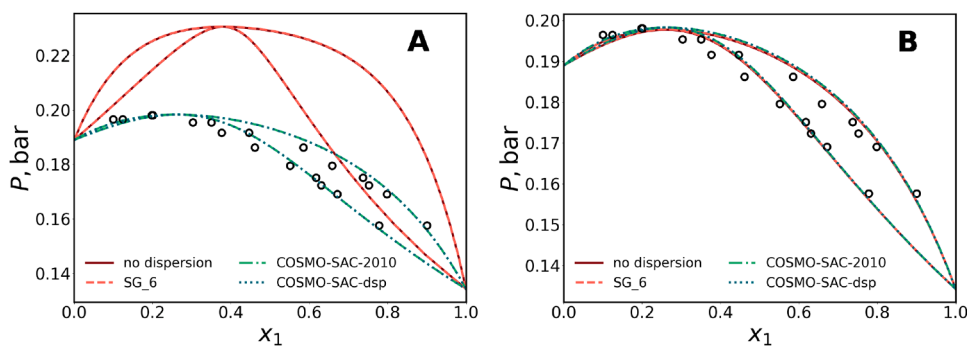 A
P, bar
0.22
0.20
0.18
0.16
0.14
no dispersion
SG_6
COSMO-SAC-2010
COSMO-SAC-dsp
0.0 0.2 0.4 0.6 0.8 1.0
x1
B
P, bar
0.20
0.19
0.18
0.17
0.16
0.15
0.14
no dispersion
SG_6
COSMO-SAC-2010
COSMO-SAC-dsp
0.0 0.2 0.4 0.6 0.8 1.0
x1